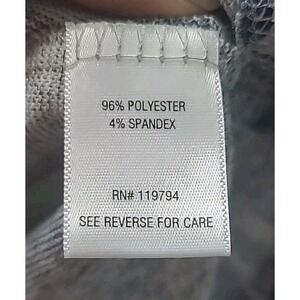 96% POLYESTER
4% SPANDEX
RN# 119794
SEE REVERSE FOR CARE